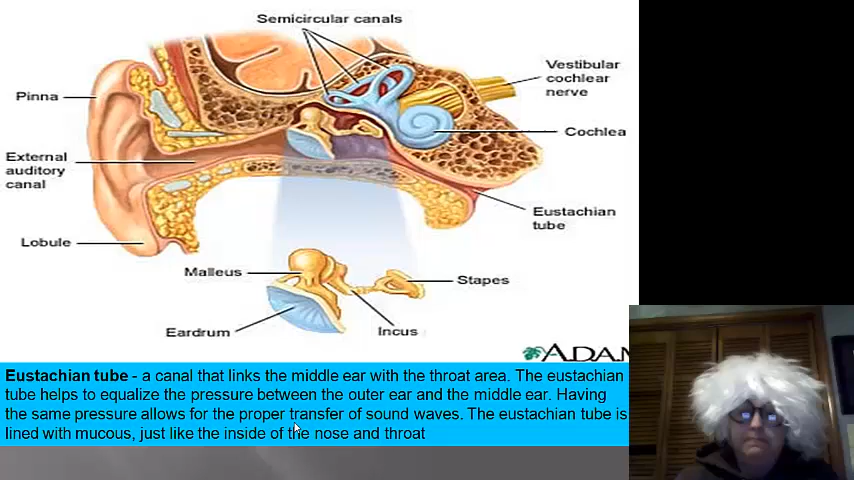 Semicircular canals
Vestibular
cochlear
nerve
Pinna
Cochlea
External
auditory
canal
Eustachian
tube
Lobule
Malleus
Stapes
Eardrum
Incus
ADAM
Eustachian tube - a canal that links the middle ear with the throat area. The eustachian
tube helps to equalize the pressure between the outer ear and the middle ear. Having
the same pressure allows for the proper transfer of sound waves. The eustachian tube is
lined with mucous, just like the inside of the nose and throat